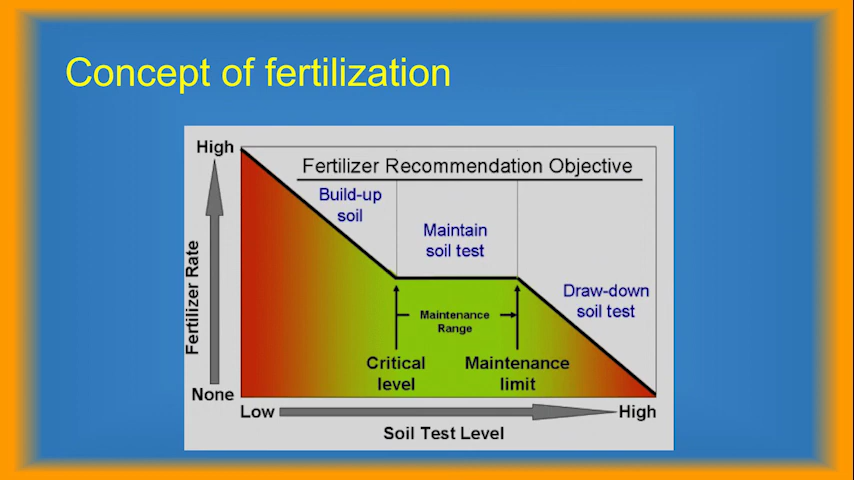 Concept of fertilization
High
Fertilizer Recommendation Objective
Build-up
soil
Maintain
soil test
Draw-down
soil test
Fertilizer Rate
Maintenance
Range
Critical
level
Maintenance
limit
None
Low
High
Soil Test Level